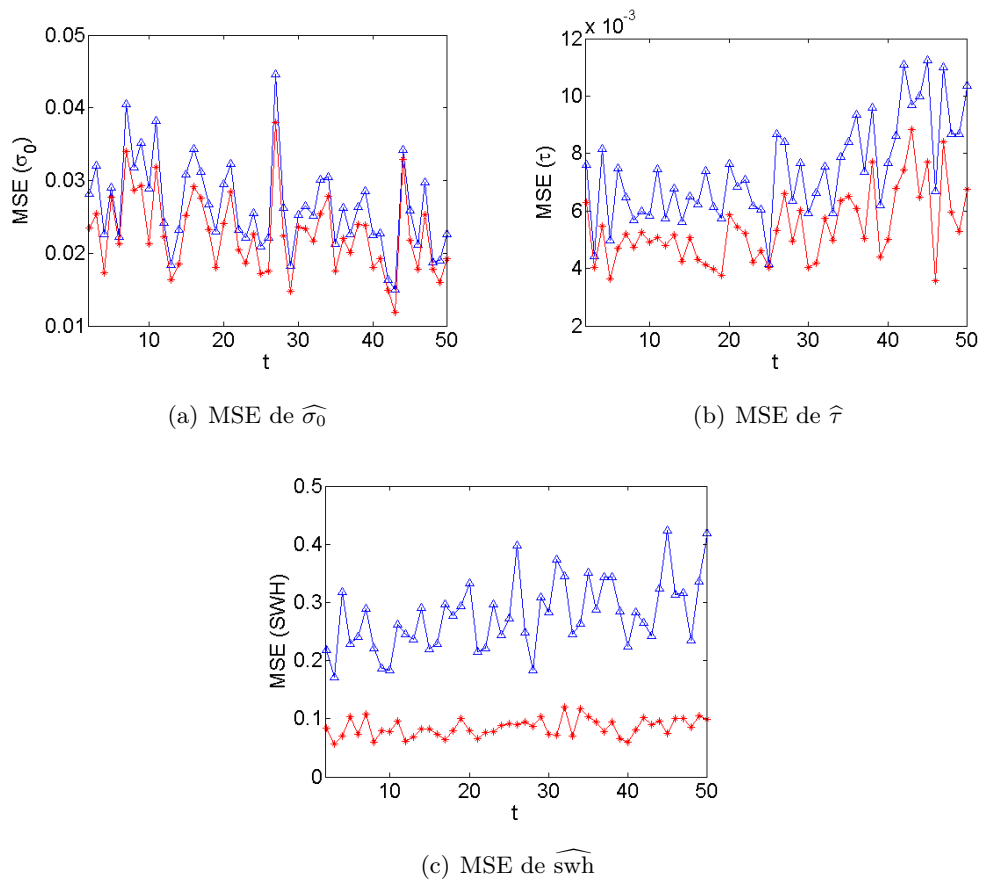 0.05
0.04
0.03
0.02
0.01
MSE (σ₀)
10 20 30 40 50
t
(a) MSE de σ̂₀
x 10⁻³
12
10
8
6
4
2
MSE (τ)
10 20 30 40 50
t
(b) MSE de τ̂
0.5
0.4
0.3
0.2
0.1
0
MSE (SWH)
10 20 30 40 50
t
(c) MSE de ŝwh